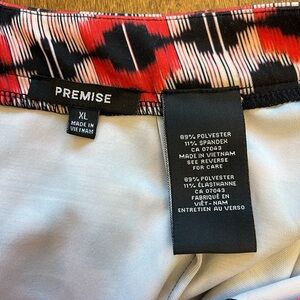 PREMISE
XL
MADE IN
VIETNAM
89% POLYESTER
11% SPANDEX
CA 07043
MADE IN VIETNAM
SEE REVERSE
FOR CARE
89% POLYESTER
11% ÉLASTHANNE
CA 07043
FABRIQUÉ EN
VIÊT-NAM
ENTRETIEN AU VERSO